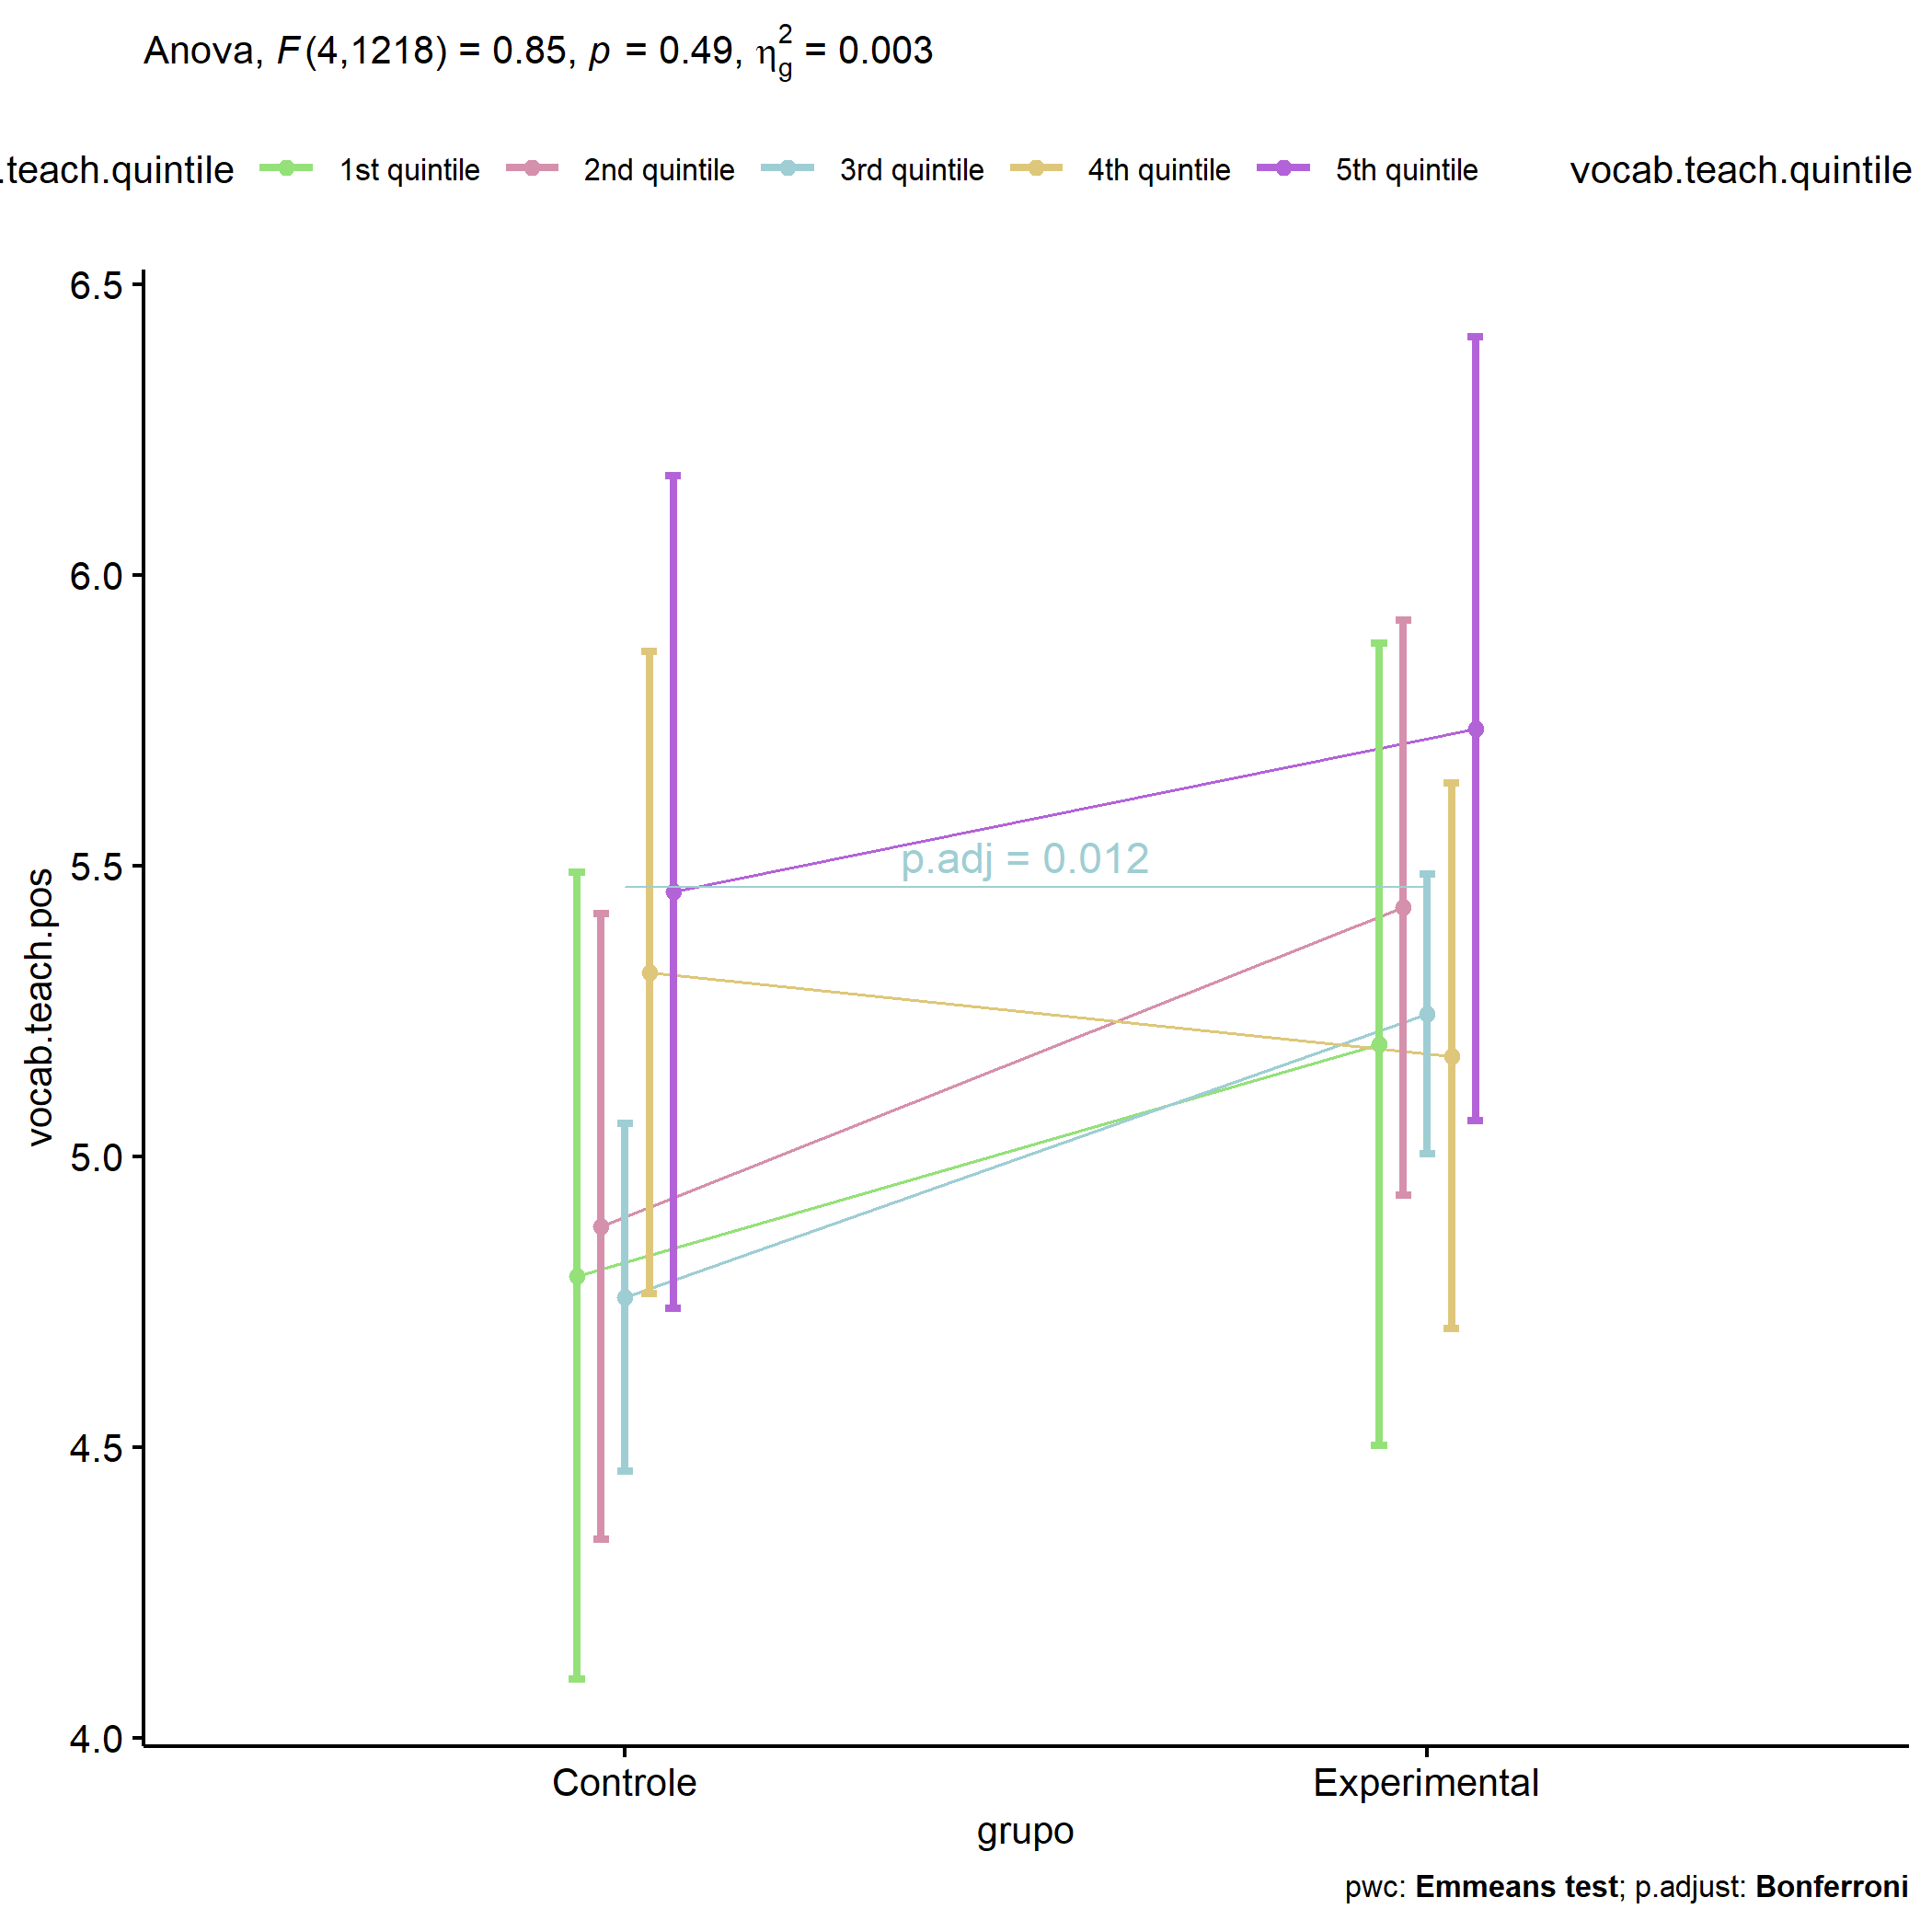 Anova, F(4,1218) = 0.85, p = 0.49, η²g = 0.003
.teach.quintile 1st quintile 2nd quintile 3rd quintile 4th quintile 5th quintile vocab.teach.quintile
6.5
6.0
5.5
5.0
4.5
4.0
vocab.teach.pos
p.adj = 0.012
Controle Experimental
grupo
pwc: Emmeans test; p.adjust: Bonferroni